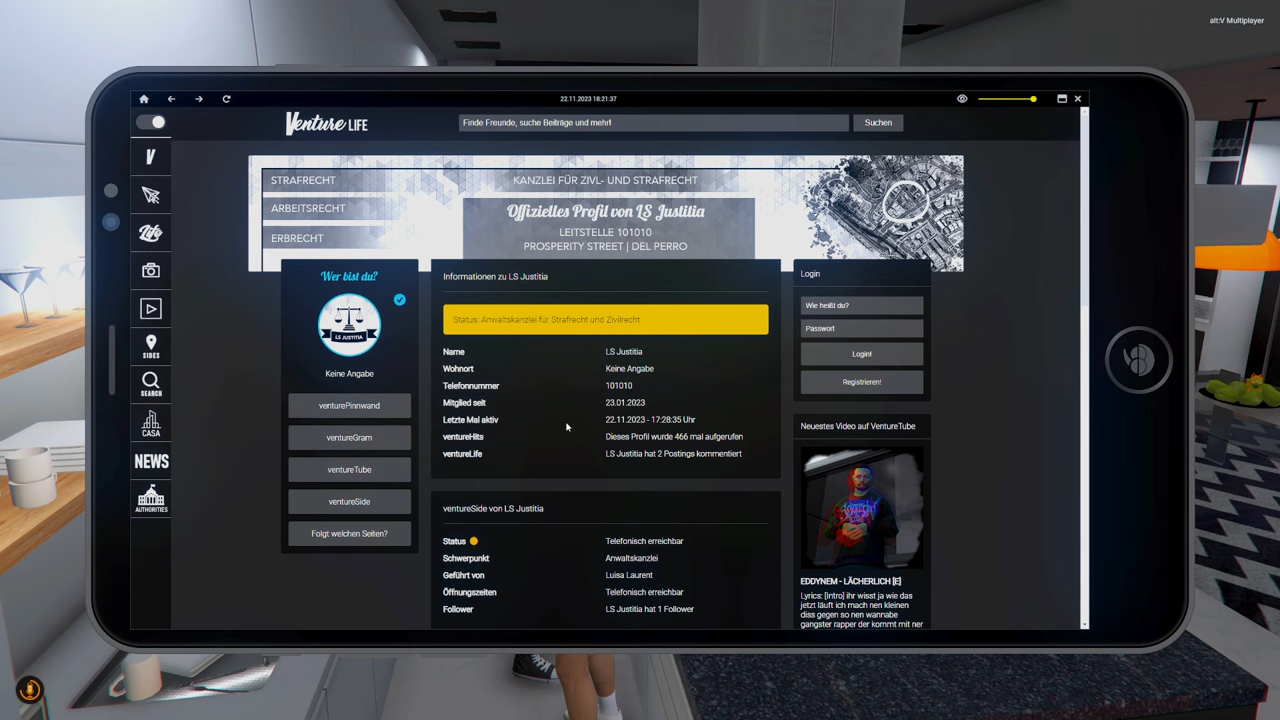 alt:V Multiplayer
22.11.2023 18:21:37
Venture LIFE
Finde Freunde, suche Beiträge und mehr!
Suchen
V
Life
SIDES
SEARCH
CASA
NEWS
AUTHORITIES
STRAFRECHT
ARBEITSRECHT
ERBRECHT
KANZLEI FÜR ZIVL- UND STRAFRECHT
Offizielles Profil von LS Justitia
LEITSTELLE 101010
PROSPERITY STREET | DEL PERRO
Wer bist du?
LS JUSTITIA
Keine Angabe
venturePinnwand
ventureGram
ventureTube
ventureSide
Folgt welchen Seiten?
Informationen zu LS Justitia
Status: Anwaltskanzlei für Strafrecht und Zivilrecht
Name LS Justitia
Wohnort Keine Angabe
Telefonnummer 101010
Mitglied seit 23.01.2023
Letzte Mal aktiv 22.11.2023 - 17:28:35 Uhr
ventureHits Dieses Profil wurde 466 mal aufgerufen
ventureLife LS Justitia hat 2 Postings kommentiert
ventureSide von LS Justitia
Status Telefonisch erreichbar
Schwerpunkt Anwaltskanzlei
Geführt von Luisa Laurent
Öffnungszeiten Telefonisch erreichbar
Follower LS Justitia hat 1 Follower
Login
Wie heißt du?
Passwort
Login!
Registrieren!
Neuestes Video auf VentureTube
EDDYNEM - LÄCHERLICH [E]
Lyrics: [Intro] ihr wisst ja wie das
jetzt läuft ich mach nen kleinen
diss gegen so nen wannabe
gangster rapper der kommt mit ner